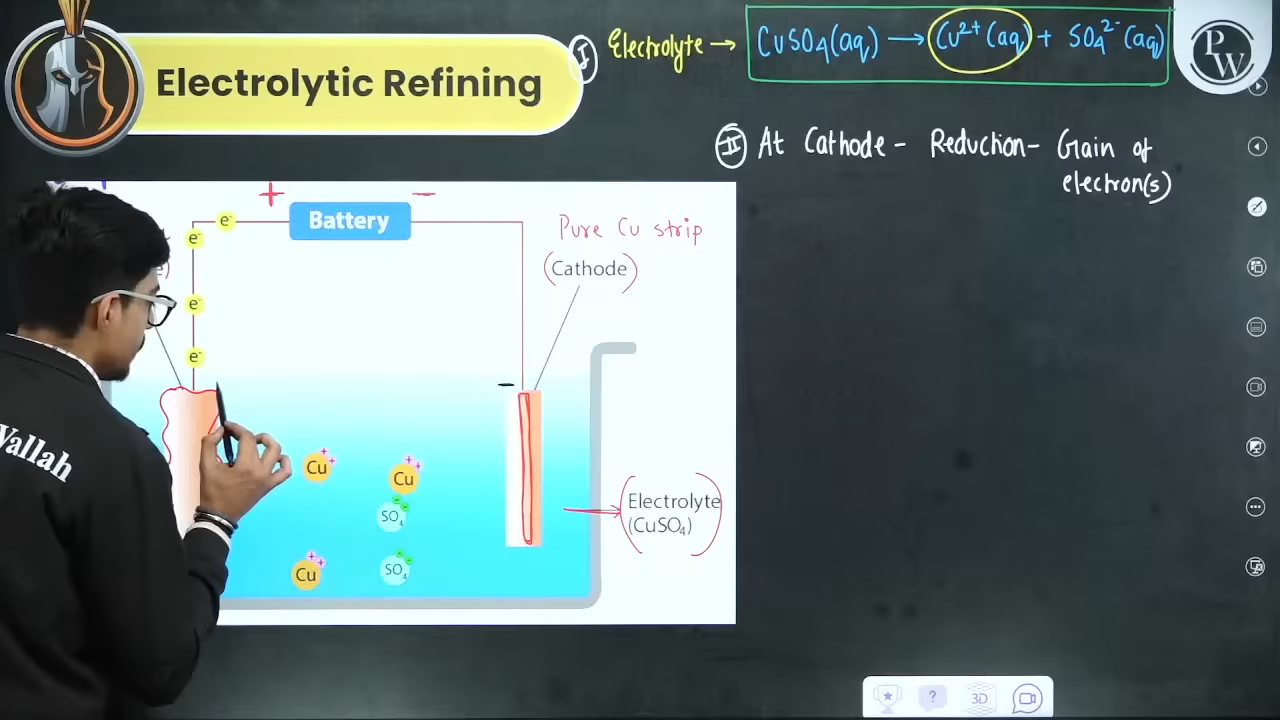 Electrolytic Refining
I Electrolyte → CuSO₄(aq) → Cu²⁺(aq) + SO₄²⁻(aq)
PW
II At Cathode - Reduction - Gain of
electron(s)
+ −
Battery
e⁻
e⁻
e⁻
e⁻
Pure Cu strip
(Cathode)
−
Cu ++
Cu ++
SO₄
Electrolyte
(CuSO₄)
Cu ++
SO₄
Wallah
?
3D